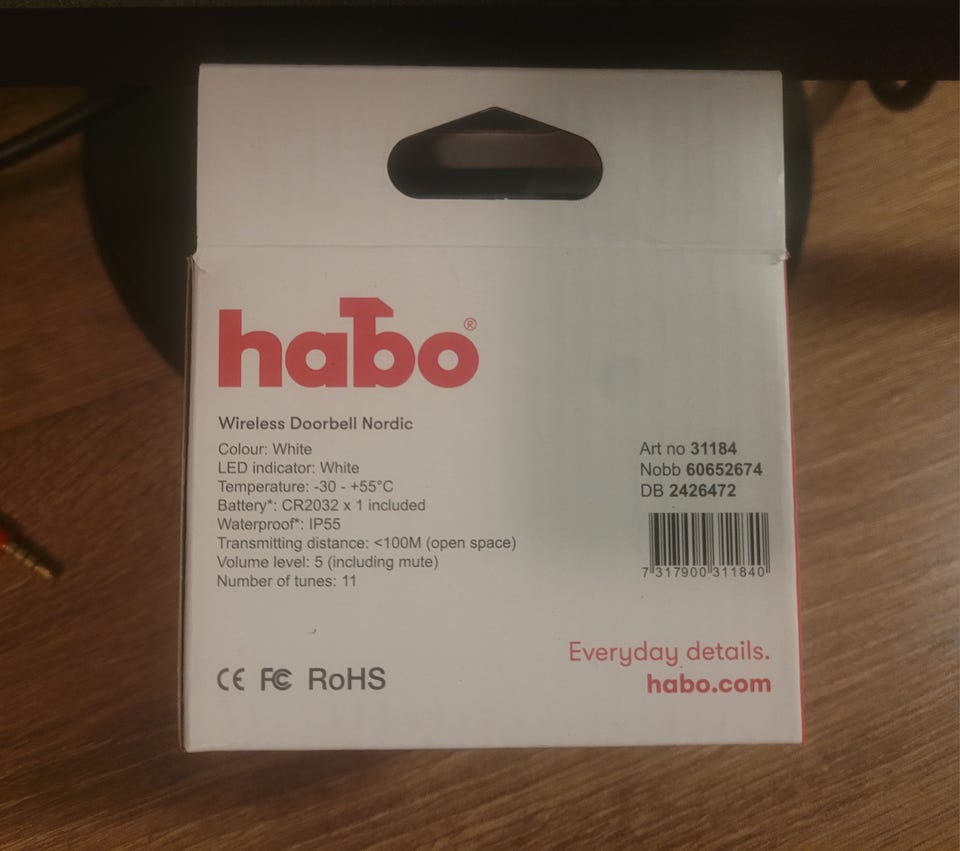 habo®
Wireless Doorbell Nordic
Colour: White
LED indicator: White
Temperature: -30 - +55°C
Battery*: CR2032 x 1 included
Waterproof*: IP55
Transmitting distance: <100M (open space)
Volume level: 5 (including mute)
Number of tunes: 11
Art no 31184
Nobb 60652674
DB 2426472
7 317900 311840
CE FC RoHS
Everyday details.
habo.com